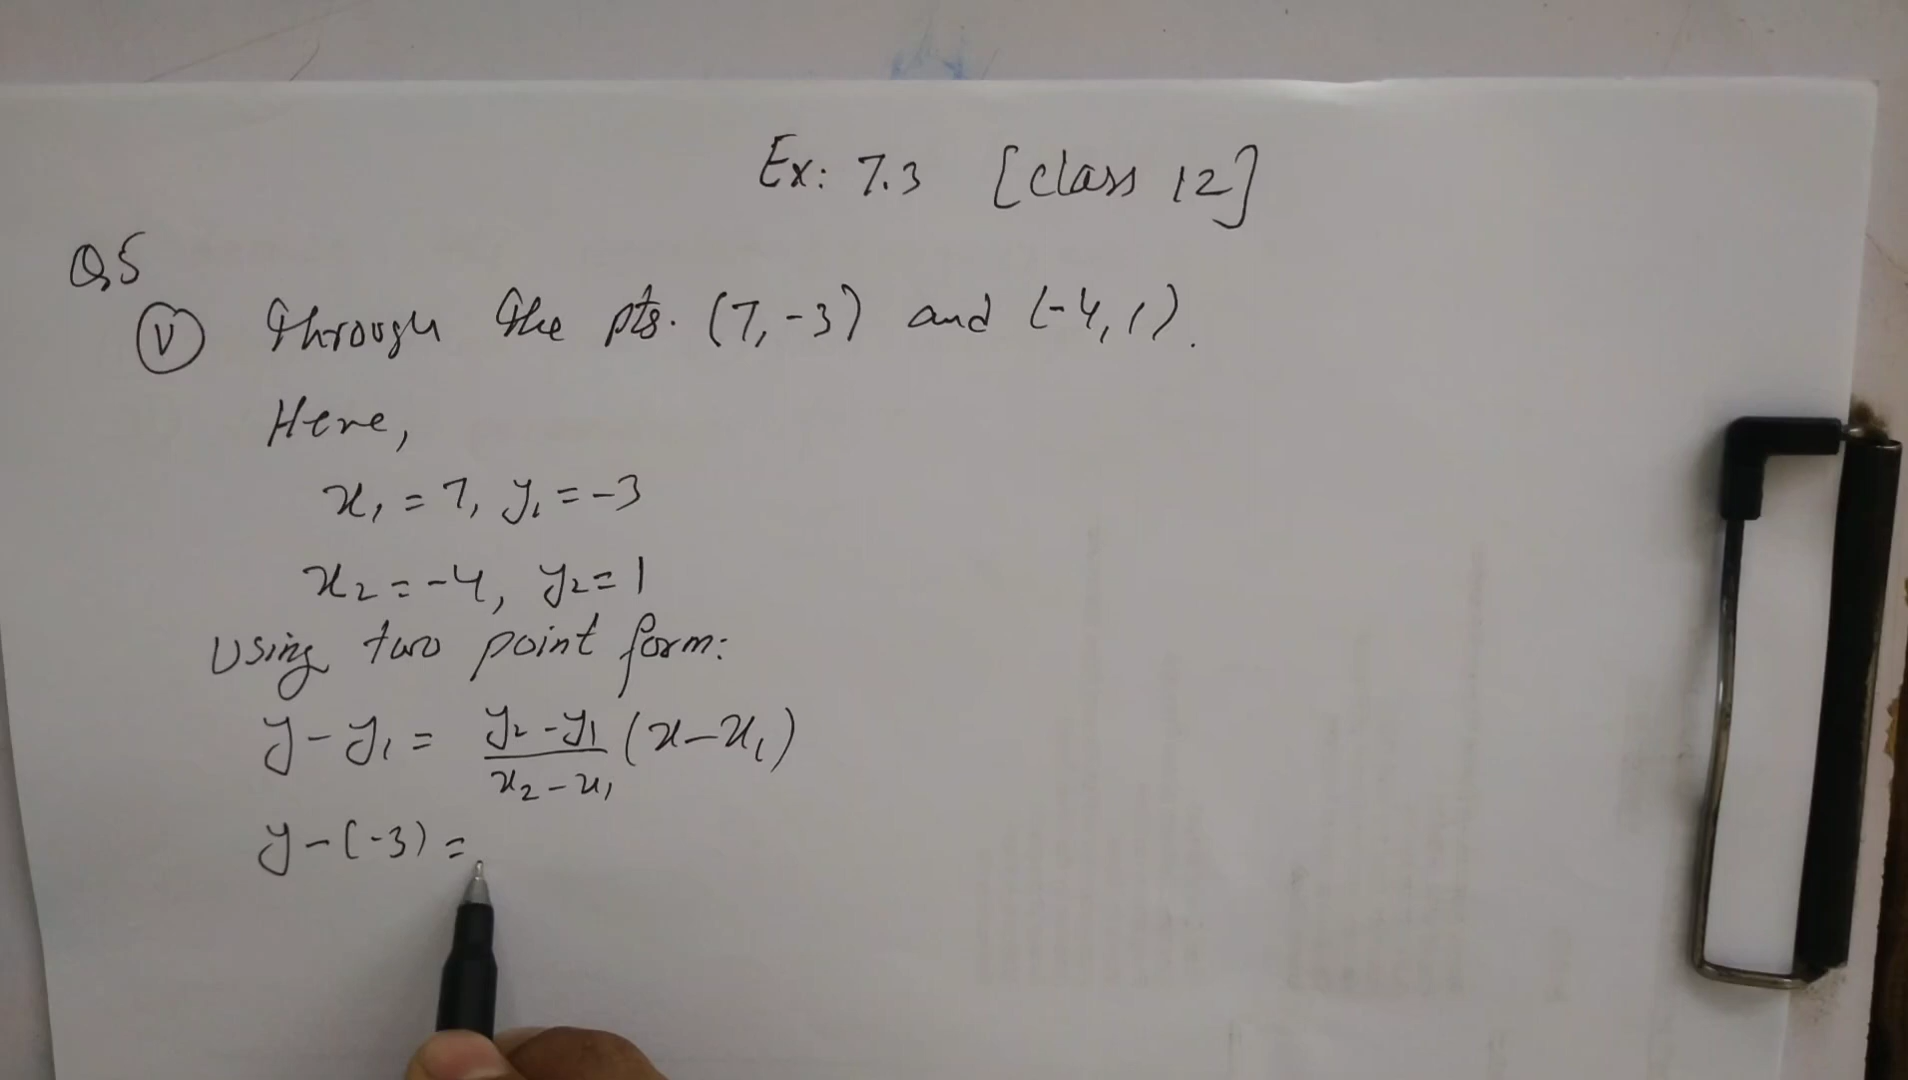 Ex: 7.3 [class 12]
Q5
(v) through the pts. (7, -3) and (-4, 1).
Here,
x₁ = 7, y₁ = -3
x₂ = -4, y₂ = 1
Using two point form:
y - y₁ = (y₂ - y₁)/(x₂ - x₁) (x - x₁)
y - (-3) =